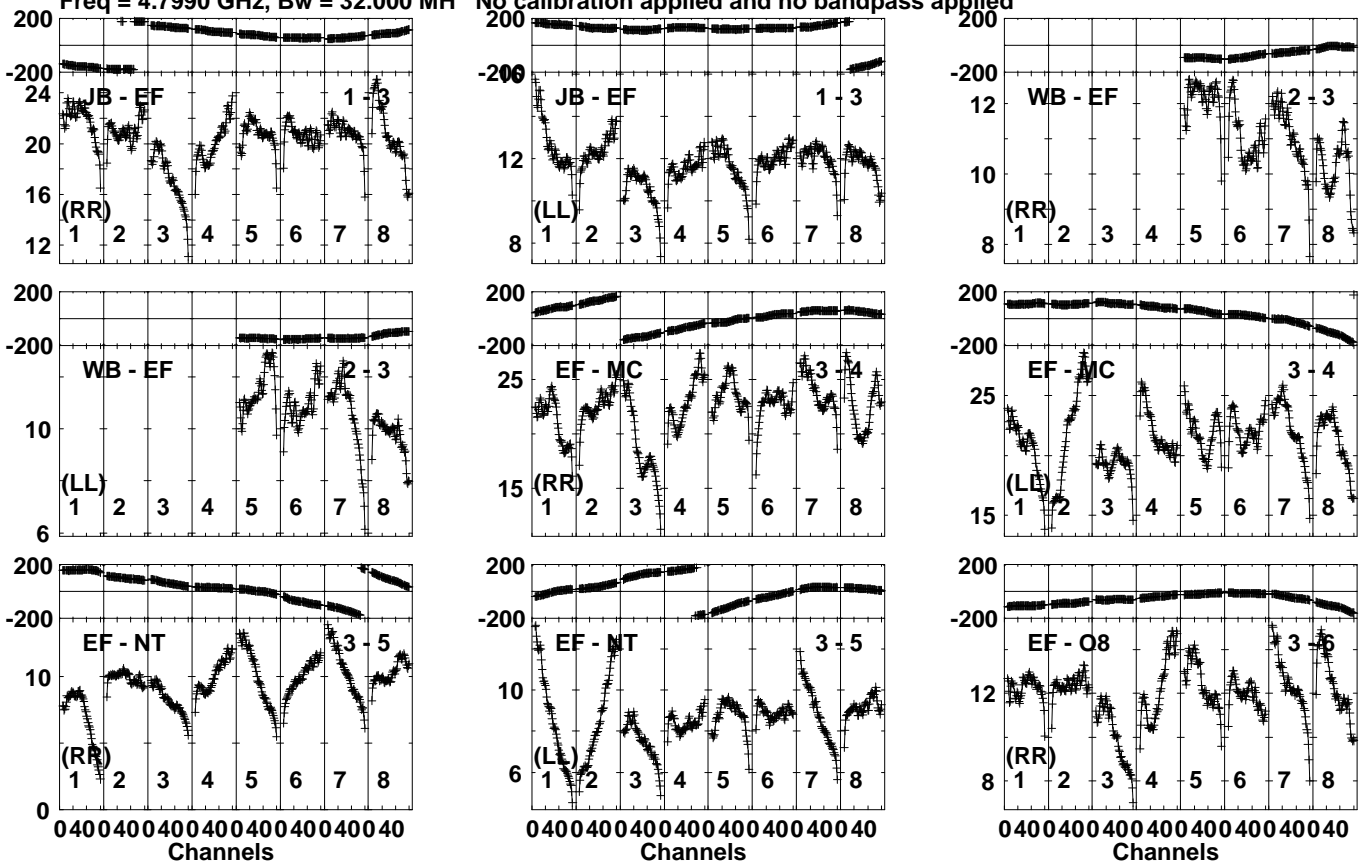 Freq = 4.7990 GHz, Bw = 32.000 MH No calibration applied and no bandpass applied
200
-200
24
20
16
12
JB - EF 1 - 3
(RR)
1 2 3 4 5 6 7 8
200
-200
16
12
8
JB - EF 1 - 3
(LL)
1 2 3 4 5 6 7 8
200
-200
12
10
8
WB - EF 2 - 3
(RR)
1 2 3 4 5 6 7 8
200
-200
10
6
WB - EF 2 - 3
(LL)
1 2 3 4 5 6 7 8
200
-200
25
15
EF - MC 3 - 4
(RR)
1 2 3 4 5 6 7 8
200
-200
25
15
EF - MC 3 - 4
(LL)
1 2 3 4 5 6 7 8
200
-200
10
0
EF - NT 3 - 5
(RR)
1 2 3 4 5 6 7 8
0 40 0 40 0 40 0 40 0 40 0 40 0 40 0 40
Channels
200
-200
10
6
EF - NT 3 - 5
(LL)
1 2 3 4 5 6 7 8
0 40 0 40 0 40 0 40 0 40 0 40 0 40 0 40
Channels
200
-200
12
8
EF - O8 3 - 6
(RR)
1 2 3 4 5 6 7 8
0 40 0 40 0 40 0 40 0 40 0 40 0 40 0 40
Channels